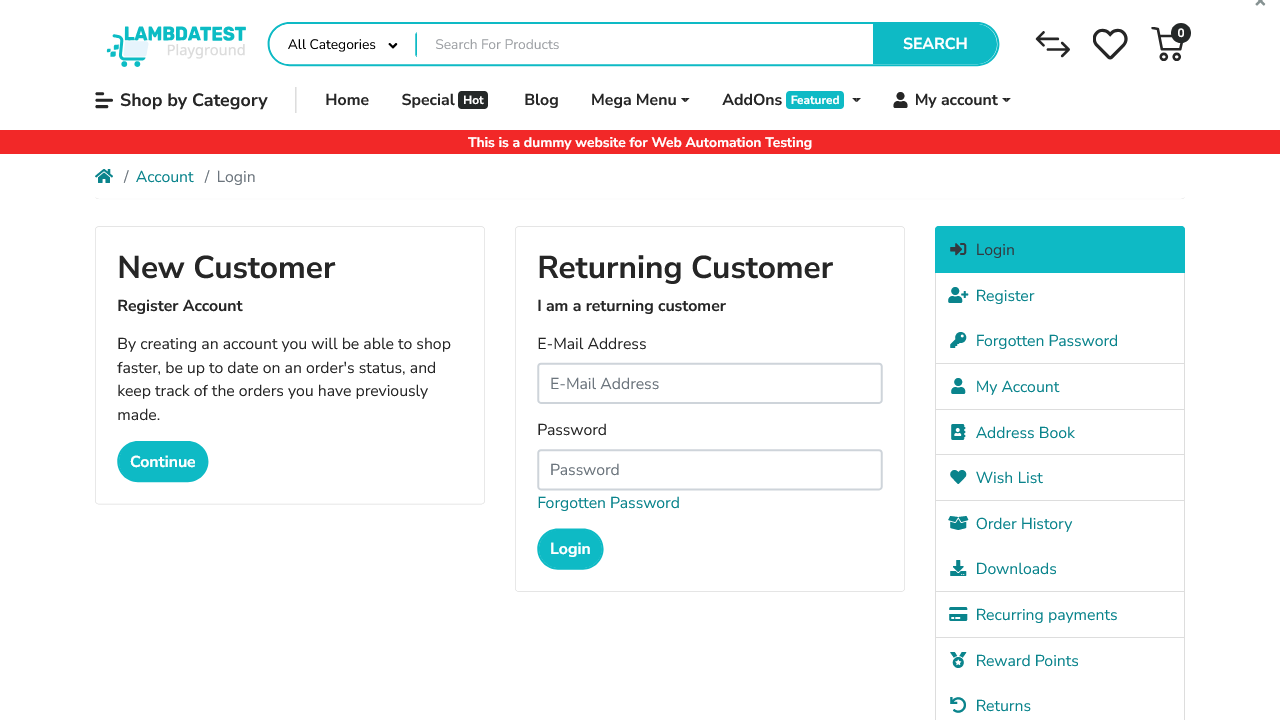 LAMBDATEST
Playground
All Categories
Search For Products
SEARCH
0
Shop by Category
Home
Special Hot
Blog
Mega Menu
AddOns Featured
My account
This is a dummy website for Web Automation Testing
/ Account / Login
New Customer
Register Account
By creating an account you will be able to shop
faster, be up to date on an order's status, and
keep track of the orders you have previously
made.
Continue
Returning Customer
I am a returning customer
E-Mail Address
E-Mail Address
Password
Password
Forgotten Password
Login
Login
Register
Forgotten Password
My Account
Address Book
Wish List
Order History
Downloads
Recurring payments
Reward Points
Returns